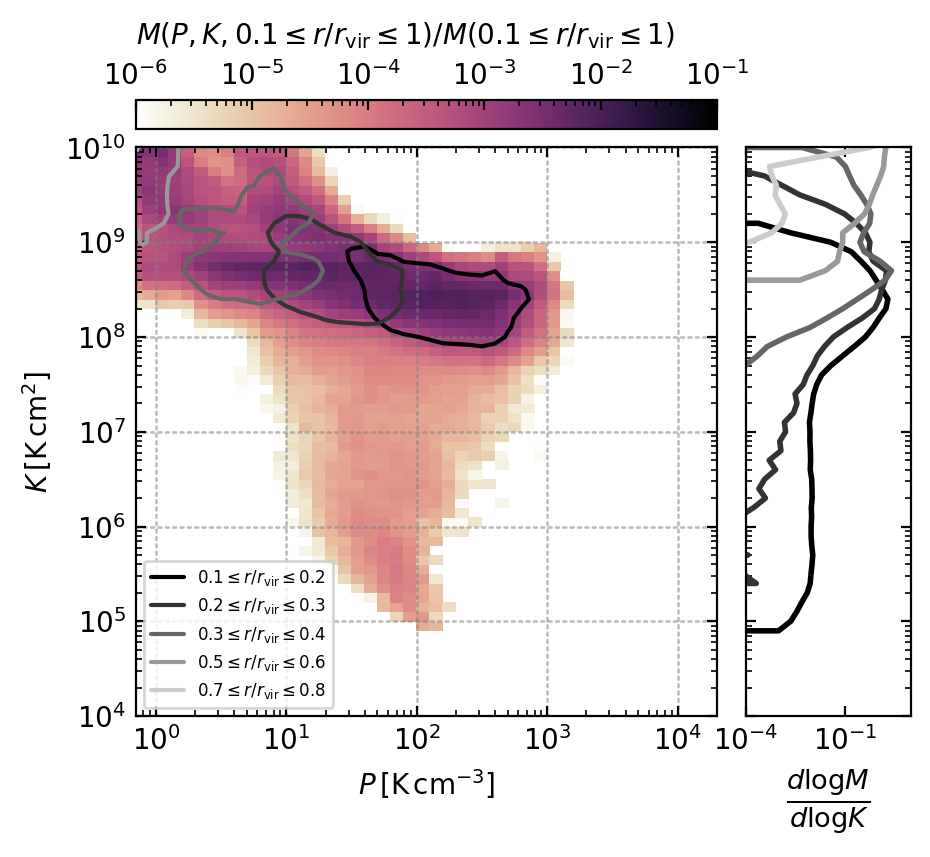 M(P, K, 0.1 ≤ r/r_vir ≤ 1)/M(0.1 ≤ r/r_vir ≤ 1)
10^-6 10^-5 10^-4 10^-3 10^-2 10^-1
10^10
10^9
10^8
10^7
10^6
10^5
10^4
K [K cm^2]
0.1 ≤ r/r_vir ≤ 0.2
0.2 ≤ r/r_vir ≤ 0.3
0.3 ≤ r/r_vir ≤ 0.4
0.5 ≤ r/r_vir ≤ 0.6
0.7 ≤ r/r_vir ≤ 0.8
10^0 10^1 10^2 10^3 10^4 10^-4 10^-1
P [K cm^-3]
dlogM
dlogK